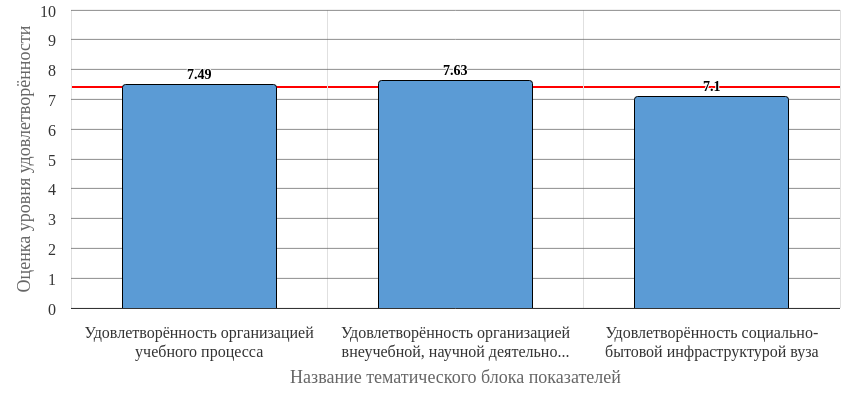 Оценка уровня удовлетворённости
10
9
8
7
6
5
4
3
2
1
0
7.49
7.63
7.1
Удовлетворённость организацией
учебного процесса
Удовлетворённость организацией
внеучебной, научной деятельно...
Удовлетворённость социально-
бытовой инфраструктурой вуза
Название тематического блока показателей